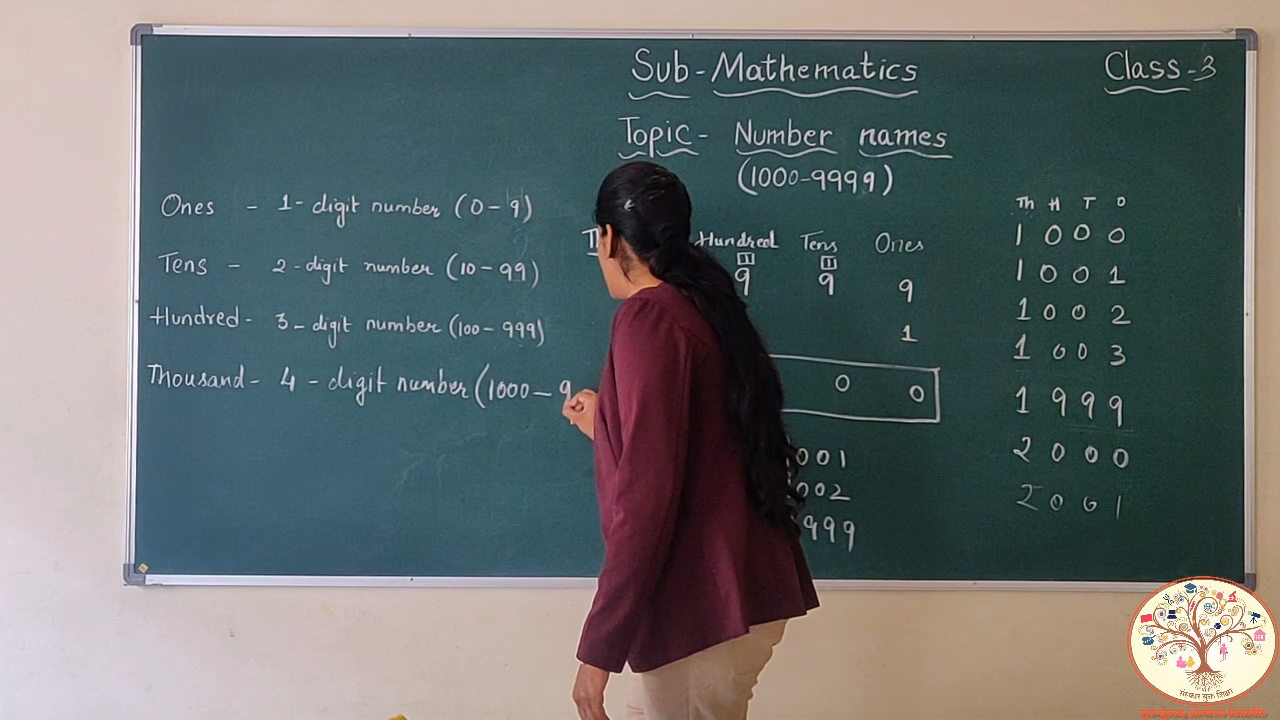 Sub - Mathematics
Class - 3
Topic - Number names
(1000-9999)
Ones - 1- digit number (0 - 9)
Tens - 2 - digit number (10 - 99)
Hundred - 3 - digit number (100 - 999)
Thousand - 4 - digit number (1000 - 9
Hundred Tens Ones
1 1
9 9 9
1
0 0
001
002
999
Th H T O
1 0 0 0
1 0 0 1
1 0 0 2
1 0 0 3
1 9 9 9
2 0 0 0
2 0 0 1
संस्कार युक्त शिक्षा